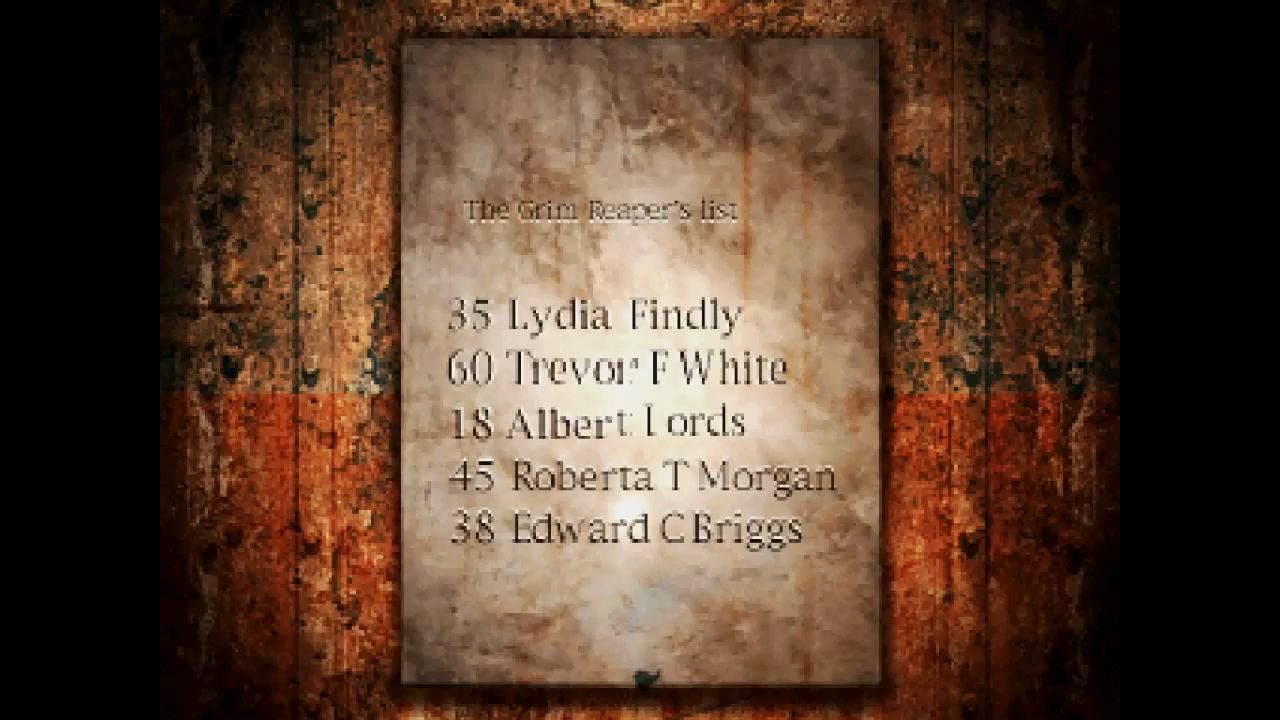 The Grim Reaper's list
35 Lydia Findly
60 Trevor F White
18 Albert Lords
45 Roberta T Morgan
38 Edward C Briggs